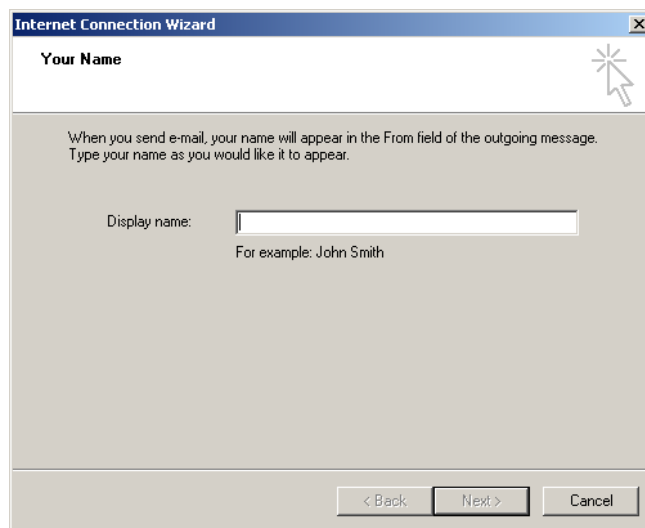 Internet Connection Wizard
Your Name
When you send e-mail, your name will appear in the From field of the outgoing message.
Type your name as you would like it to appear.
Display name:
For example: John Smith
< Back
Next >
Cancel